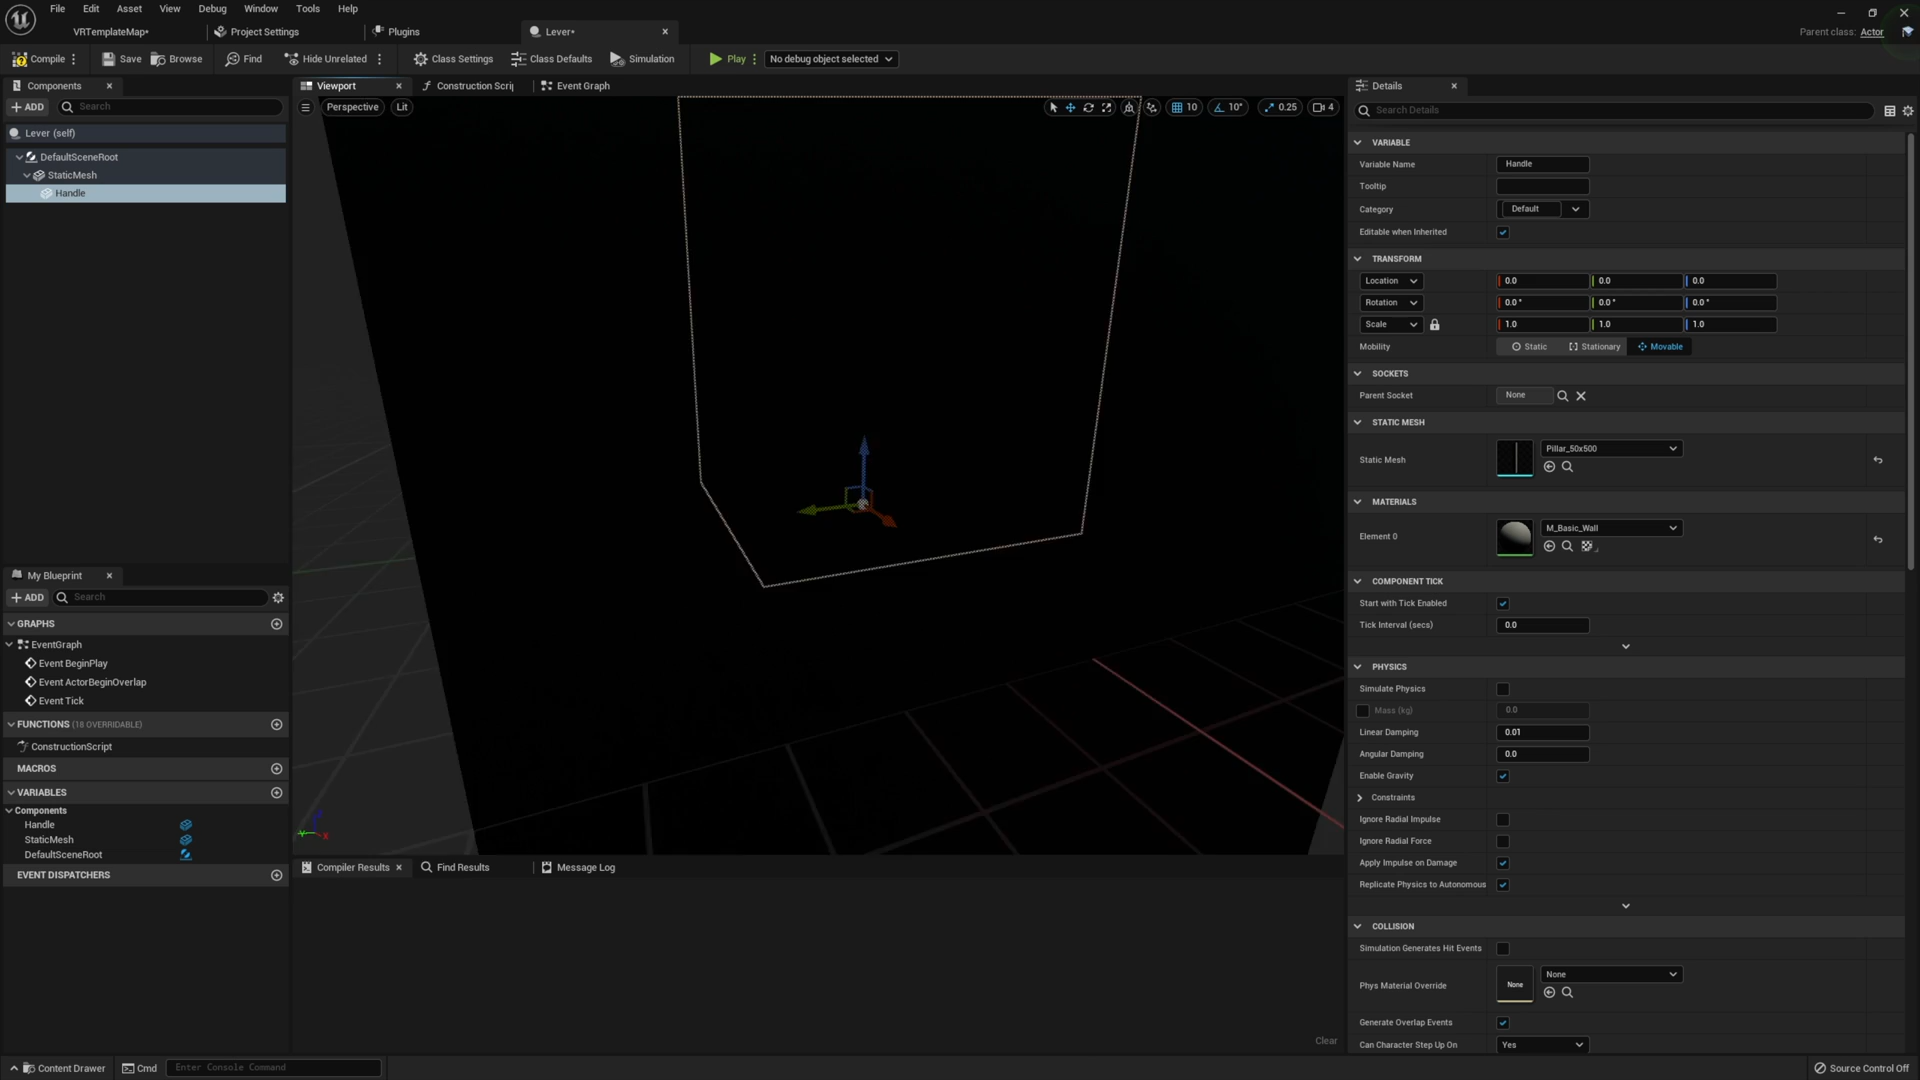 File
Edit
Asset
View
Debug
Window
Tools
Help
VRTemplateMap*
Project Settings
Plugins
Lever*
Parent class: Actor
Compile
Save
Browse
Find
Hide Unrelated
Class Settings
Class Defaults
Simulation
Play
No debug object selected
Components
ADD
Search
Lever (self)
DefaultSceneRoot
StaticMesh
Handle
Viewport
Construction Scrip
Event Graph
Perspective
Lit
10
10°
0.25
4
X
My Blueprint
ADD
Search
GRAPHS
EventGraph
Event BeginPlay
Event ActorBeginOverlap
Event Tick
FUNCTIONS (18 OVERRIDABLE)
ConstructionScript
MACROS
VARIABLES
Components
Handle
StaticMesh
DefaultSceneRoot
EVENT DISPATCHERS
Compiler Results
Find Results
Message Log
Clear
Details
Search Details
VARIABLE
Variable Name
Handle
Tooltip
Category
Default
Editable when Inherited
TRANSFORM
Location
0.0
0.0
0.0
Rotation
0.0 °
0.0 °
0.0 °
Scale
1.0
1.0
1.0
Mobility
Static
Stationary
Movable
SOCKETS
Parent Socket
None
STATIC MESH
Static Mesh
Pillar_50x500
MATERIALS
Element 0
M_Basic_Wall
COMPONENT TICK
Start with Tick Enabled
Tick Interval (secs)
0.0
PHYSICS
Simulate Physics
Mass (kg)
0.0
Linear Damping
0.01
Angular Damping
0.0
Enable Gravity
Constraints
Ignore Radial Impulse
Ignore Radial Force
Apply Impulse on Damage
Replicate Physics to Autonomous
COLLISION
Simulation Generates Hit Events
Phys Material Override
None
None
Generate Overlap Events
Can Character Step Up On
Yes
Content Drawer
Cmd
Enter Console Command
Source Control Off